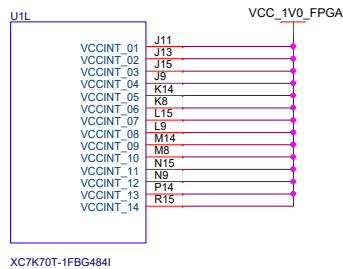 U1L
VCC_1V0_FPGA
VCCINT_01 J11
VCCINT_02 J13
VCCINT_03 J15
VCCINT_04 J9
VCCINT_05 K14
VCCINT_06 K8
VCCINT_07 L15
VCCINT_08 L9
VCCINT_09 M14
VCCINT_10 M8
VCCINT_11 N15
VCCINT_12 N9
VCCINT_13 P14
VCCINT_14 R15
XC7K70T-1FBG484I